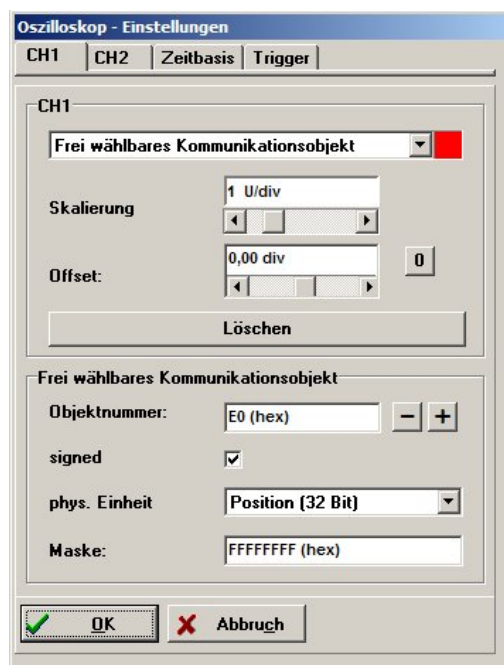 Oszilloskop - Einstellungen
CH1 CH2 Zeitbasis Trigger
CH1
Frei wählbares Kommunikationsobjekt
Skalierung 1 U/div
Offset: 0,00 div 0
Löschen
Frei wählbares Kommunikationsobjekt
Objektnummer: E0 (hex) − +
signed
phys. Einheit Position (32 Bit)
Maske: FFFFFFFF (hex)
OK Abbruch